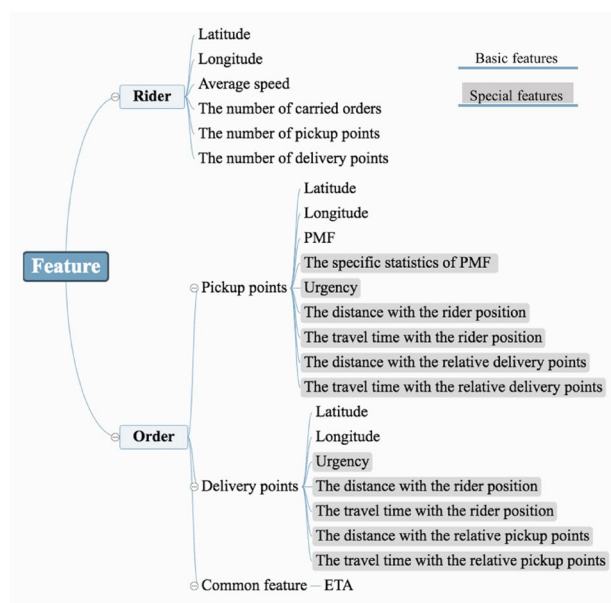 Latitude
Longitude
Average speed
The number of carried orders
The number of pickup points
The number of delivery points
Rider
Basic features
Special features
Feature
Latitude
Longitude
PMF
The specific statistics of PMF
Urgency
The distance with the rider position
The travel time with the rider position
The distance with the relative delivery points
The travel time with the relative delivery points
Pickup points
Order
Latitude
Longitude
Urgency
The distance with the rider position
The travel time with the rider position
The distance with the relative pickup points
The travel time with the relative pickup points
Delivery points
Common feature
ETA